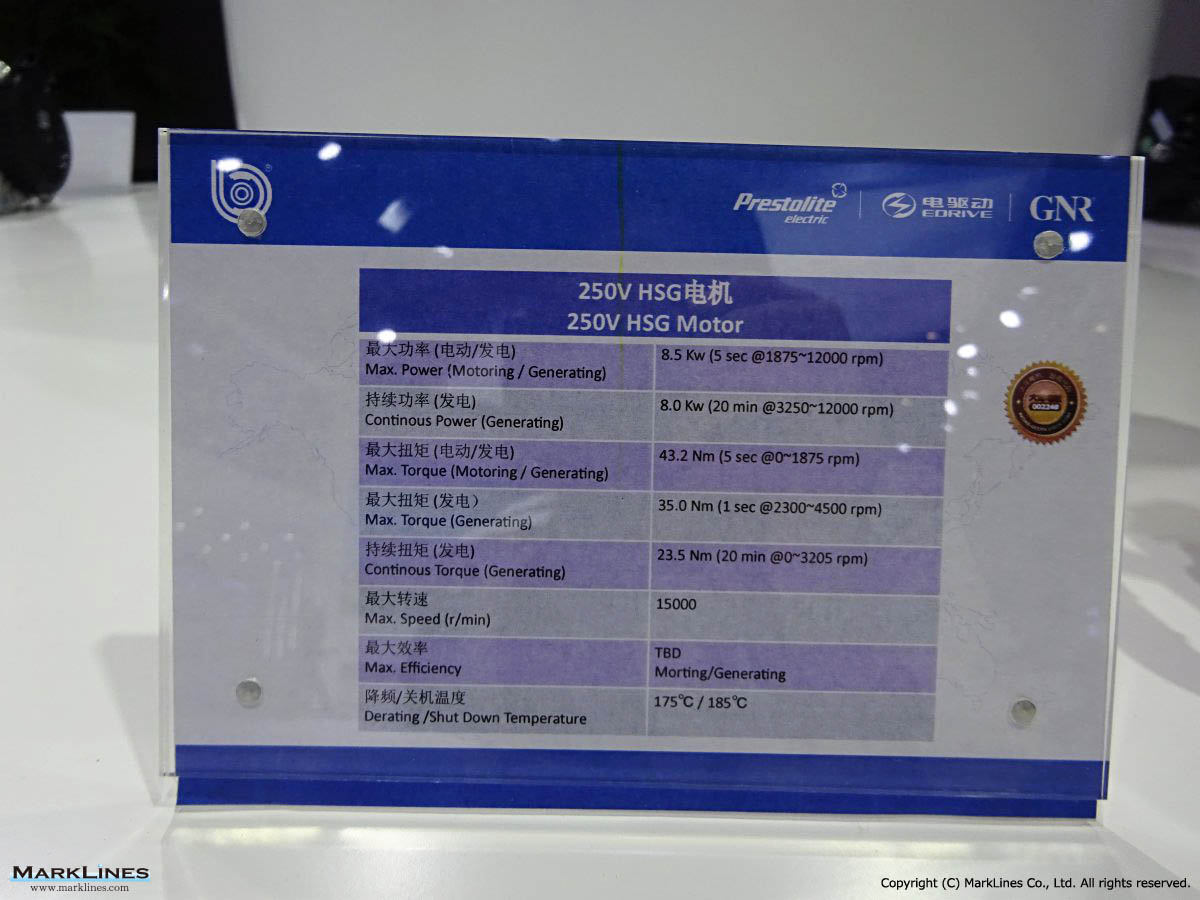 Prestolite
electric
电驱动
EDRIVE
GNR
250V HSG电机
250V HSG Motor
最大功率 (电动/发电)
Max. Power (Motoring / Generating)
8.5 Kw (5 sec @1875~12000 rpm)
持续功率 (发电)
Continous Power (Generating)
8.0 Kw (20 min @3250~12000 rpm)
最大扭矩 (电动/发电)
Max. Torque (Motoring / Generating)
43.2 Nm (5 sec @0~1875 rpm)
最大扭矩 (发电）
Max. Torque (Generating)
35.0 Nm (1 sec @2300~4500 rpm)
持续扭矩 (发电)
Continous Torque (Generating)
23.5 Nm (20 min @0~3205 rpm)
最大转速
Max. Speed (r/min)
15000
最大效率
Max. Efficiency
TBD
Morting/Generating
降频/关机温度
Derating /Shut Down Temperature
175℃ / 185℃
002248
MARKLINES
www.marklines.com
Copyright (C) MarkLines Co., Ltd. All rights reserved.